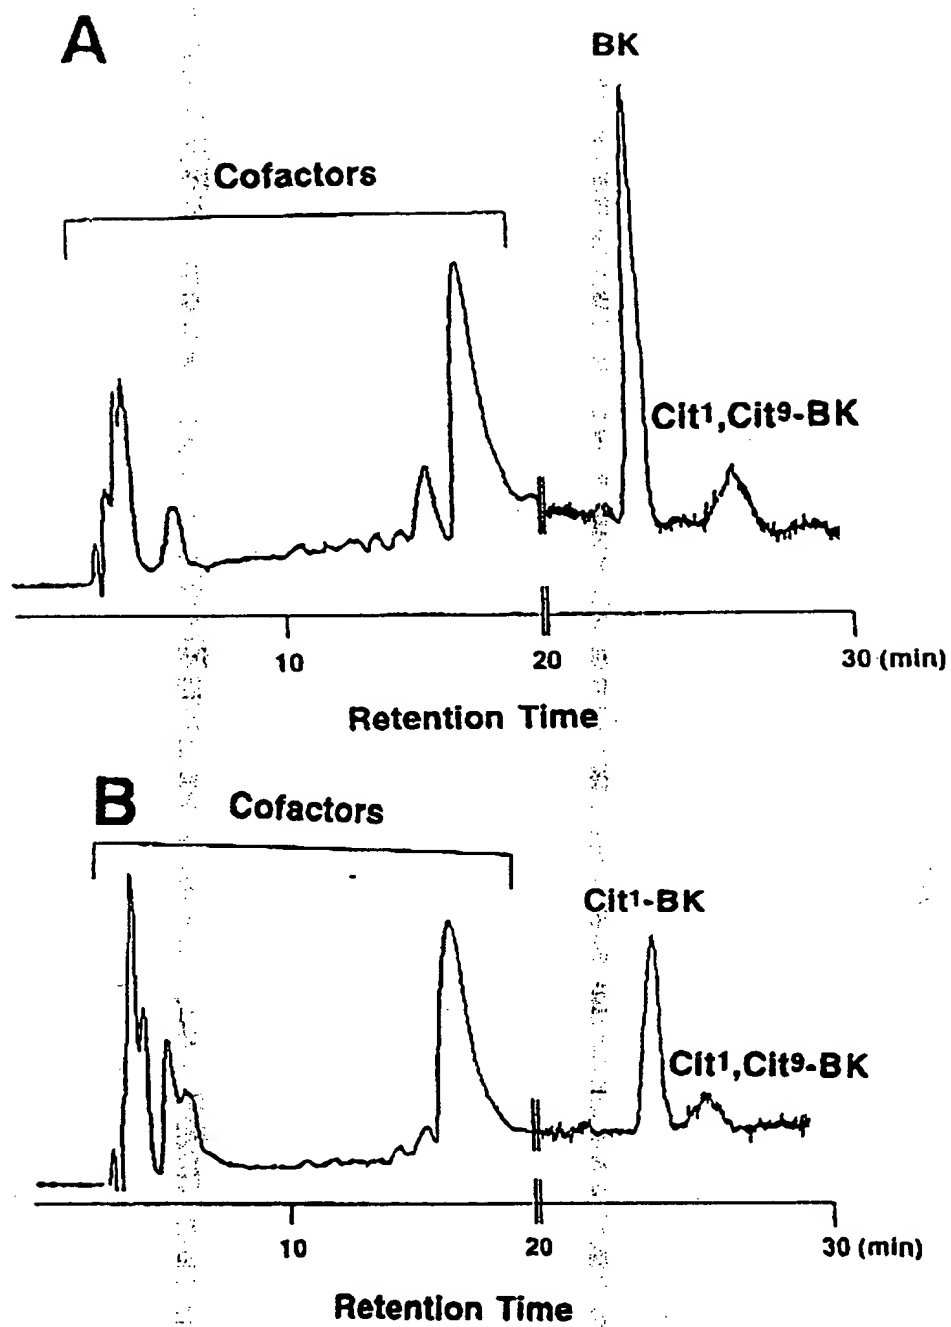 A
BK
Cofactors
Cit¹,Cit⁹-BK
10
20
30 (min)
Retention Time
B
Cofactors
Cit¹-BK
Cit¹,Cit⁹-BK
10
20
30 (min)
Retention Time